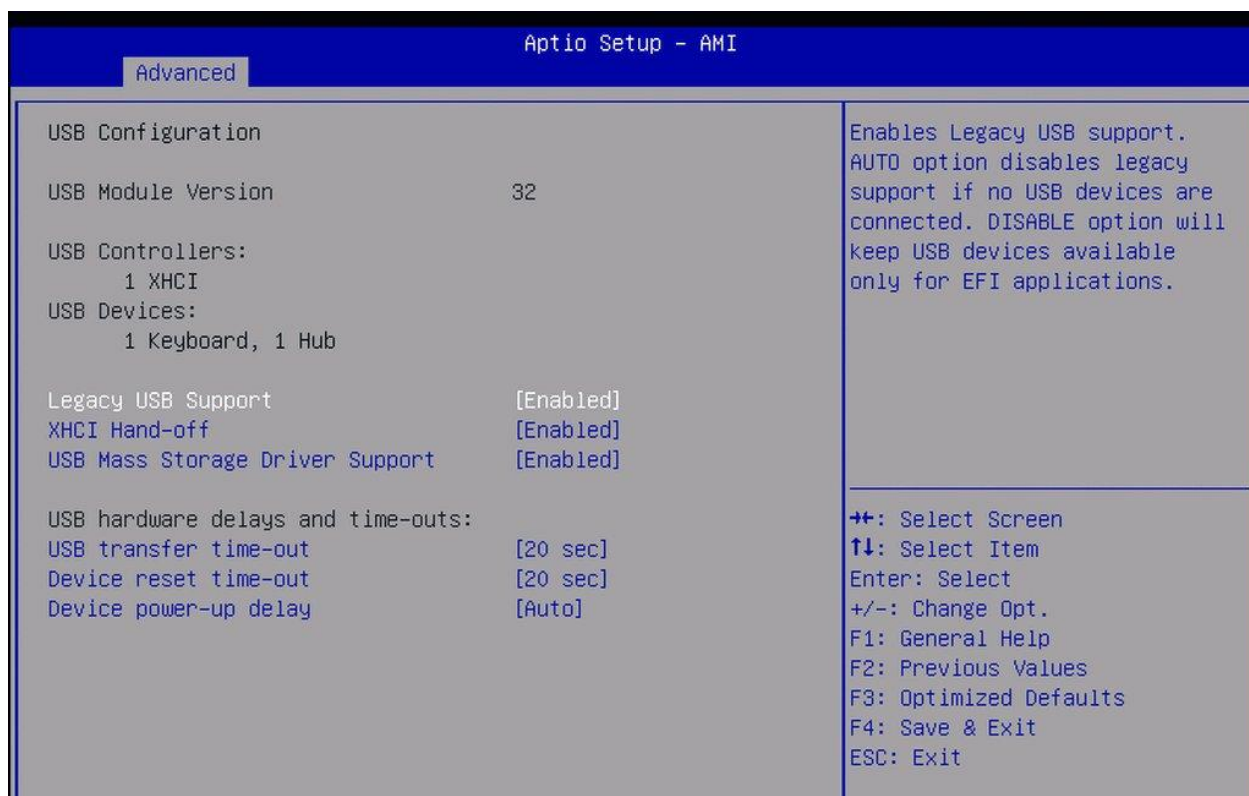 Aptio Setup – AMI
Advanced
USB Configuration
USB Module Version 32
USB Controllers:
1 XHCI
USB Devices:
1 Keyboard, 1 Hub
Legacy USB Support [Enabled]
XHCI Hand-off [Enabled]
USB Mass Storage Driver Support [Enabled]
USB hardware delays and time-outs:
USB transfer time-out [20 sec]
Device reset time-out [20 sec]
Device power-up delay [Auto]
Enables Legacy USB support.
AUTO option disables legacy
support if no USB devices are
connected. DISABLE option will
keep USB devices available
only for EFI applications.
→←: Select Screen
↑↓: Select Item
Enter: Select
+/-: Change Opt.
F1: General Help
F2: Previous Values
F3: Optimized Defaults
F4: Save & Exit
ESC: Exit